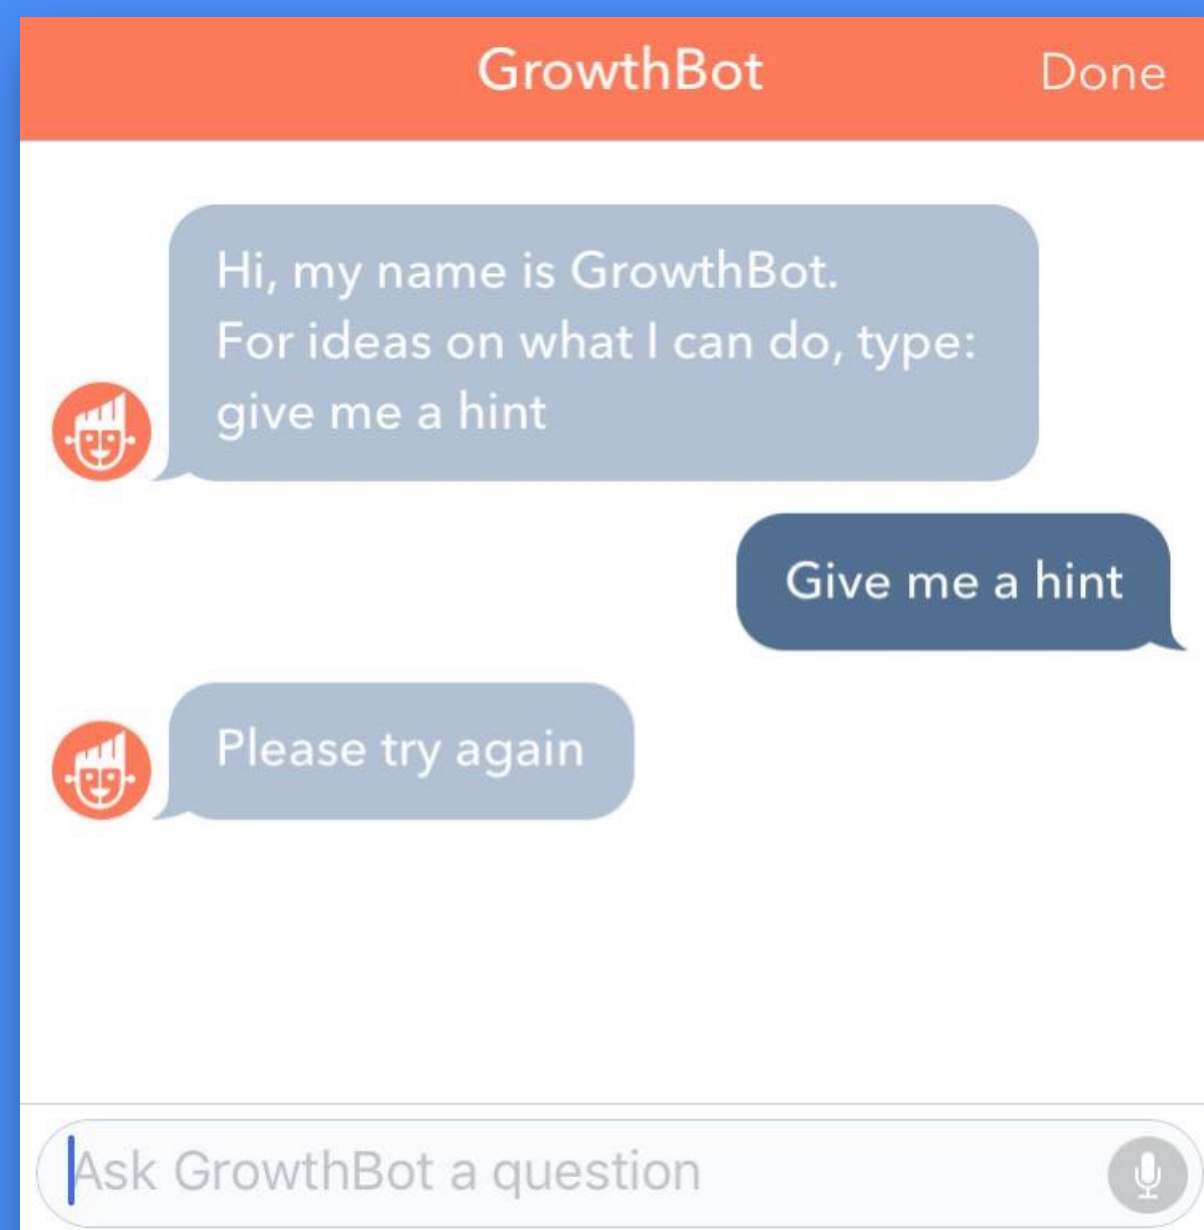 GrowthBot
Done
Hi, my name is GrowthBot.
For ideas on what I can do, type:
give me a hint
Give me a hint
Please try again
Ask GrowthBot a question